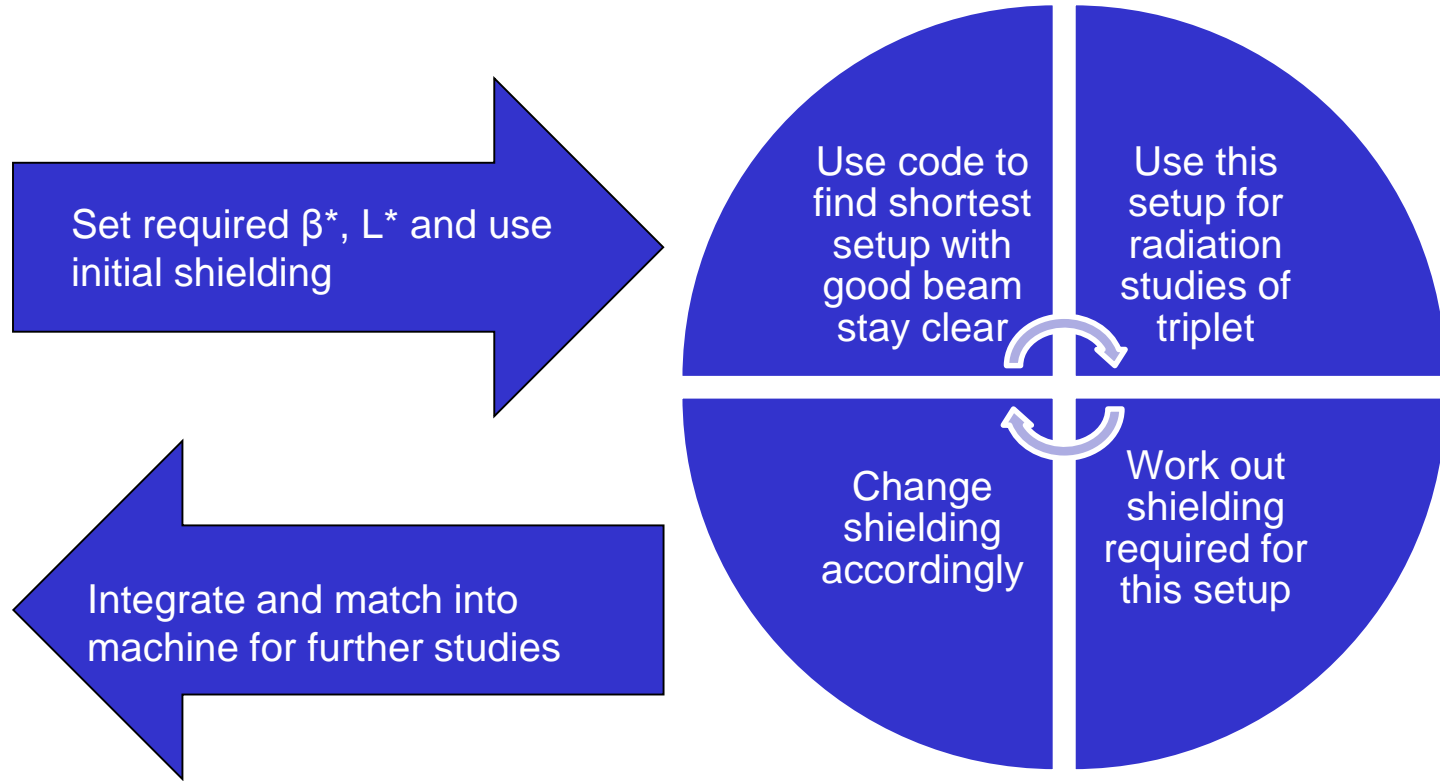 Set required β*, L* and use
initial shielding
Use code to
find shortest
setup with
good beam
stay clear
Use this
setup for
radiation
studies of
triplet
Work out
shielding
required for
this setup
Change
shielding
accordingly
Integrate and match into
machine for further studies